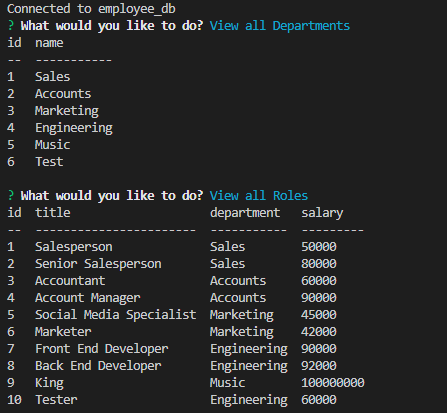 Connected to employee_db
? What would you like to do? View all Departments
id  name
--  -----------
1   Sales
2   Accounts
3   Marketing
4   Engineering
5   Music
6   Test
? What would you like to do? View all Roles
id  title                    department   salary
--  -----------------------  -----------  ---------
1   Salesperson              Sales        50000
2   Senior Salesperson       Sales        80000
3   Accountant               Accounts     60000
4   Account Manager          Accounts     90000
5   Social Media Specialist  Marketing    45000
6   Marketer                 Marketing    42000
7   Front End Developer      Engineering  90000
8   Back End Developer       Engineering  92000
9   King                     Music        100000000
10  Tester                   Engineering  60000